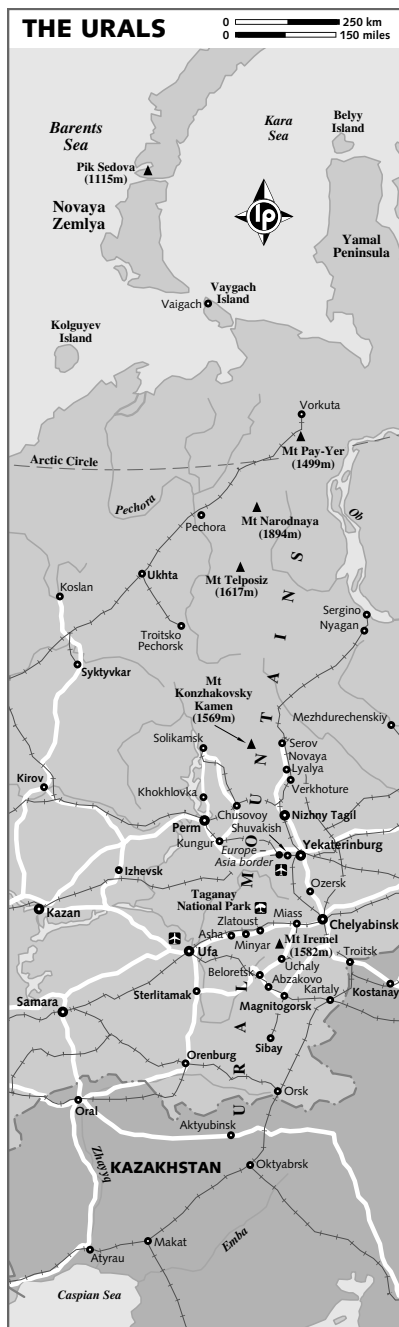 THE URALS
0 250 km
0 150 miles
Barents
Sea
Kara
Sea
Belyy
Island
Pik Sedova
(1115m)
Novaya
Zemlya
lp
Yamal
Peninsula
Vaygach
Island
Vaigach
Kolguyev
Island
Vorkuta
Arctic Circle
Mt Pay-Yer
(1499m)
Pechora
Ob
Pechora
Mt Narodnaya
(1894m)
Ukhta
Mt Telposiz
(1617m)
Koslan
Sergino
Nyagan
Troitsko
Pechorsk
Syktyvkar
Mt
Konzhakovsky
Kamen
(1569m)
Mezhdurechenskiy
Solikamsk
Serov
Novaya
Lyalya
Verkhoture
Kirov
Khokhlovka
Chusovoy
Nizhny Tagil
Perm
Shuvakish
Kungur
Europe
Asia border
Yekaterinburg
Izhevsk
Ozersk
Taganay
National Park
Kazan
Zlatoust
Miass
Chelyabinsk
Asha
Minyar
Mt Iremel
(1582m)
Ufa
Uchaly
Troitsk
Beloretsk
Abzakovo
Kartaly
Kostanay
Sterlitamak
Magnitogorsk
Samara
Sibay
Orenburg
Orsk
Oral
URAL MOUNTAINS
Aktyubinsk
Zhayyq
KAZAKHSTAN
Oktyabrsk
Emba
Makat
Atyrau
Caspian Sea